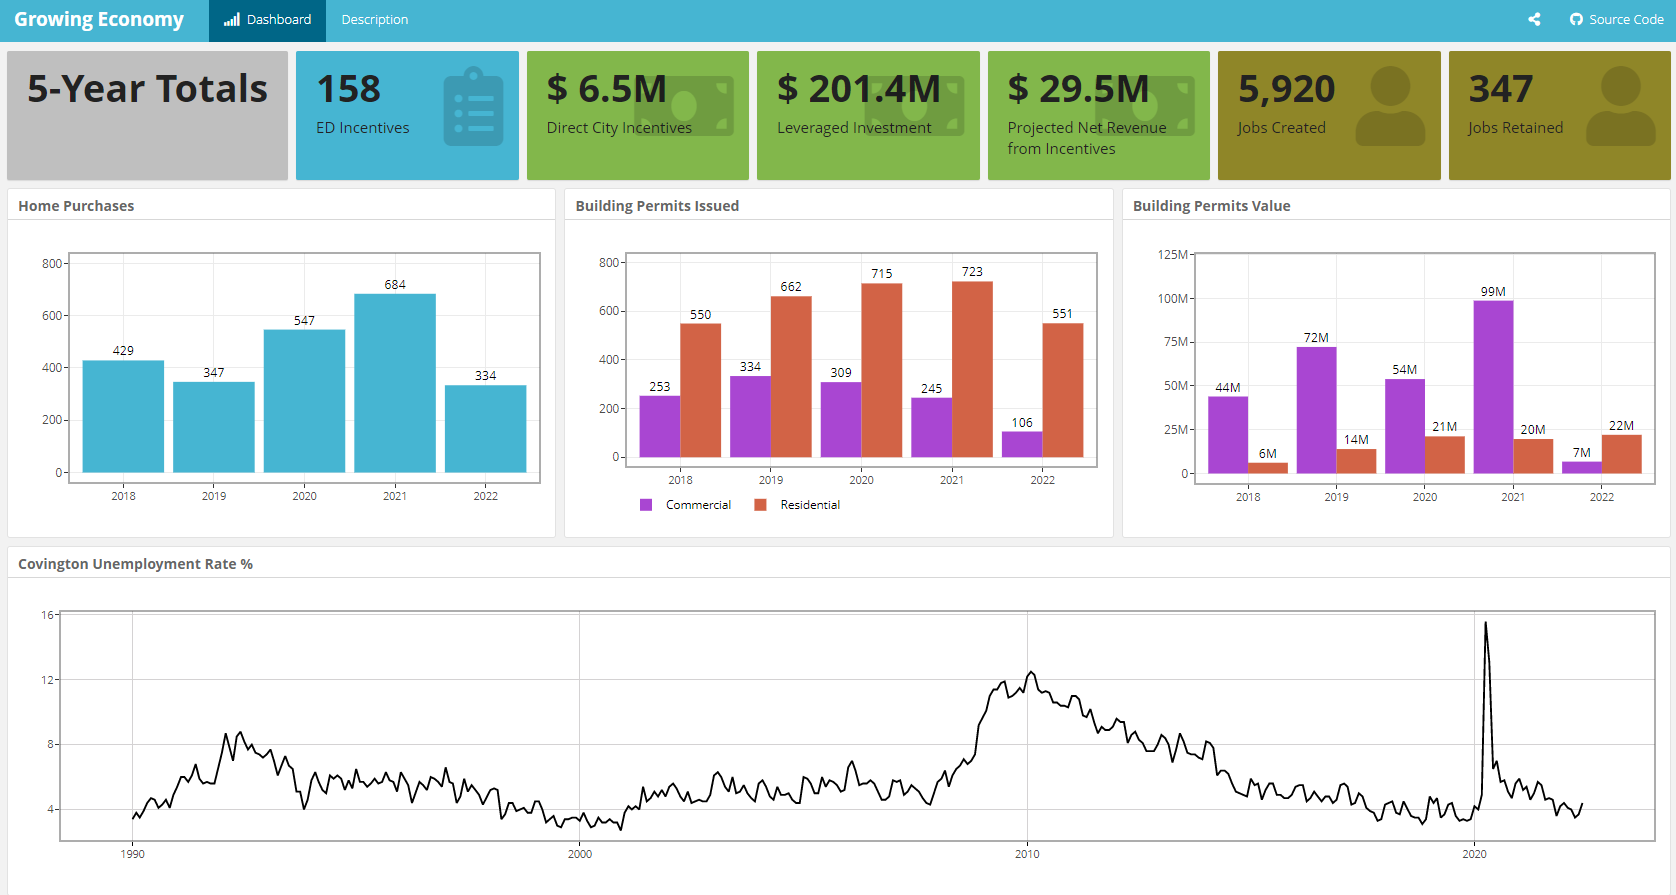 Growing Economy
Dashboard
Description
Source Code
5-Year Totals
158
ED Incentives
$ 6.5M
Direct City Incentives
$ 201.4M
Leveraged Investment
$ 29.5M
Projected Net Revenue
from Incentives
5,920
Jobs Created
347
Jobs Retained
Home Purchases
800
600
400
200
0
429
347
547
684
334
2018 2019 2020 2021 2022
Building Permits Issued
800
600
400
200
0
253 550
334 662
309 715
245 723
106 551
2018 2019 2020 2021 2022
Commercial Residential
Building Permits Value
125M
100M
75M
50M
25M
0
44M 6M
72M 14M
54M 21M
99M 20M
7M 22M
2018 2019 2020 2021 2022
Covington Unemployment Rate %
16
12
8
4
1990 2000 2010 2020